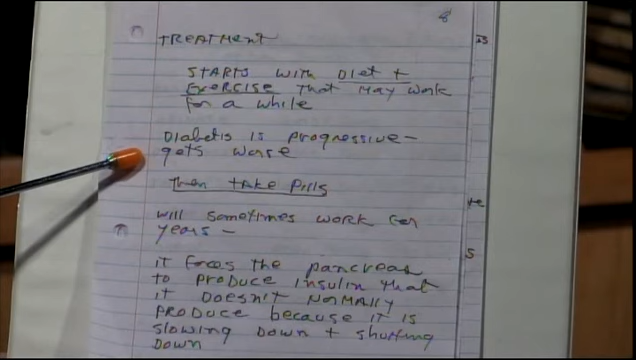 8
TREATMENT
STARTS with Diet +
EXERCISE that MAY WORK
for a while
Diabetis is progressive-
gets worse
Then take Pills
will sometimes work
years-
it forces the pancreas
to produce insulin that
it Doesn't NORMALLY
PRODUCE because it is
slowing Down + shutting
Down